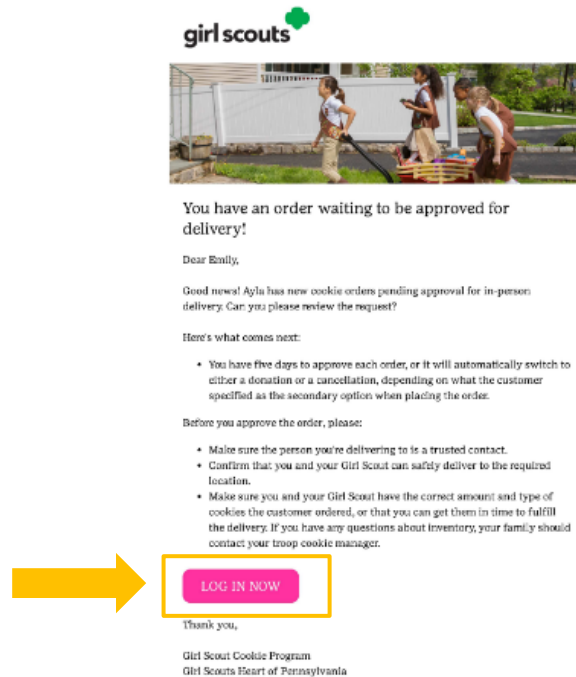 girl scouts
You have an order waiting to be approved for
delivery!
Dear Emily,
Good news! Ayla has new cookie orders pending approval for in-person
delivery. Can you please review the request?
Here's what comes next:
• You have five days to approve each order, or it will automatically switch to
either a donation or a cancellation, depending on what the customer
specified as the secondary option when placing the order.
Before you approve the order, please:
• Make sure the person you're delivering to is a trusted contact.
• Confirm that you and your Girl Scout can safely deliver to the required
location.
• Make sure you and your Girl Scout have the correct amount and type of
cookies the customer ordered, or that you can get them in time to fulfill
the delivery. If you have any questions about inventory, your family should
contact your troop cookie manager.
LOG IN NOW
Thank you,
Girl Scout Cookie Program
Girl Scouts Heart of Pennsylvania